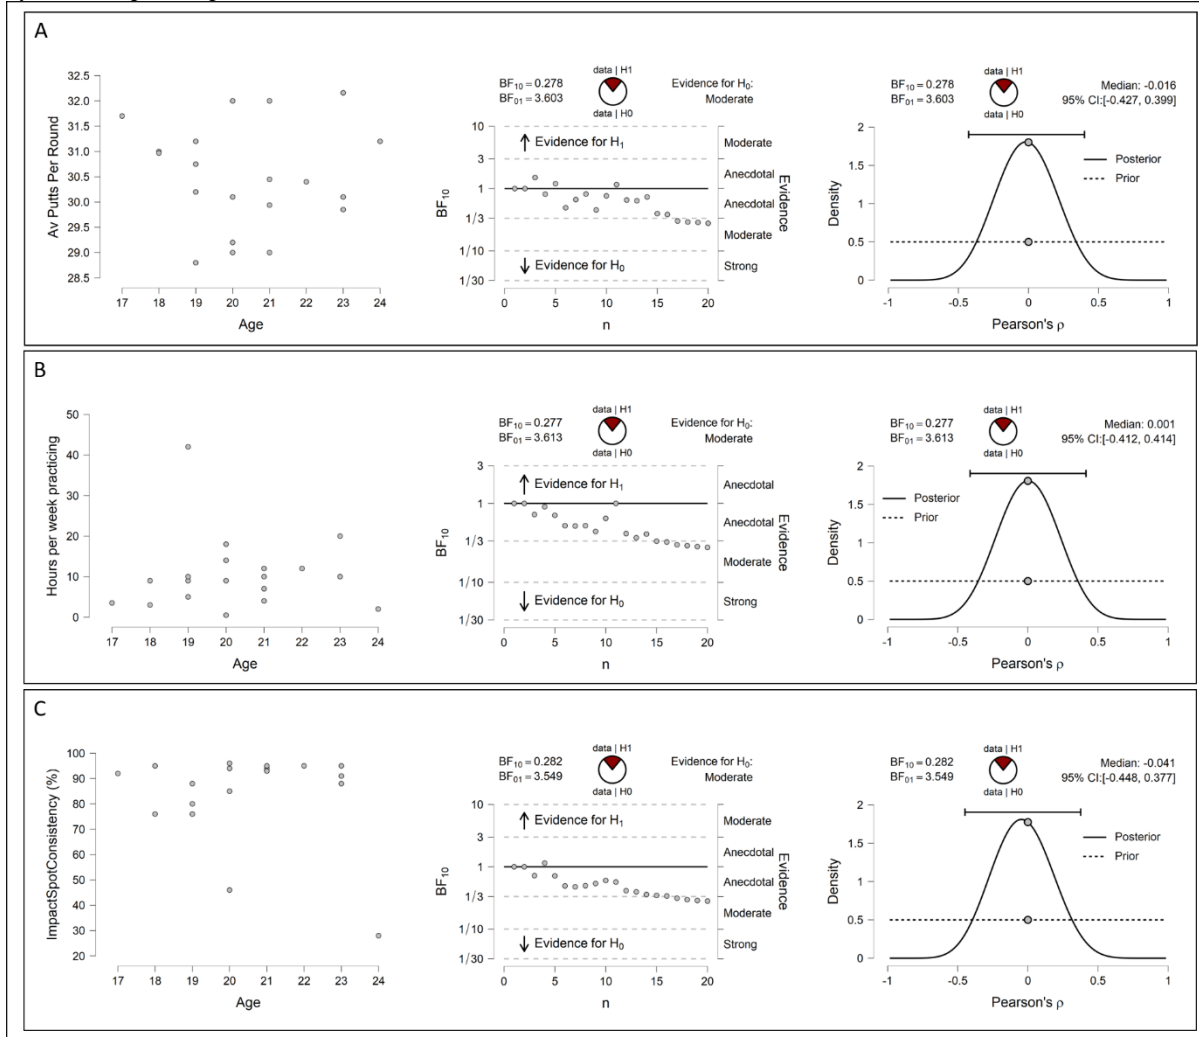 A
Av Putts Per Round
32.5
32.0
31.5
31.0
30.5
30.0
29.5
29.0
28.5
17 18 19 20 21 22 23 24
Age
BF₁₀ = 0.278
BF₀₁ = 3.603
data | H1
data | H0
Evidence for H₀:
Moderate
BF₁₀
10
3
1
1/3
1/10
1/30
↑ Evidence for H₁
↓ Evidence for H₀
Moderate
Anecdotal
Anecdotal
Moderate
Strong
Evidence
0 5 10 15 20
n
BF₁₀ = 0.278
BF₀₁ = 3.603
data | H1
data | H0
Median: -0.016
95% CI:[-0.427, 0.399]
Density
2
1.5
1
0.5
0
Posterior
Prior
-1 -0.5 0 0.5 1
Pearson's ρ
B
Hours per week practicing
50
40
30
20
10
0
17 18 19 20 21 22 23 24
Age
BF₁₀ = 0.277
BF₀₁ = 3.613
data | H1
data | H0
Evidence for H₀:
Moderate
BF₁₀
3
1
1/3
1/10
1/30
↑ Evidence for H₁
↓ Evidence for H₀
Anecdotal
Anecdotal
Moderate
Strong
Evidence
0 5 10 15 20
n
BF₁₀ = 0.277
BF₀₁ = 3.613
data | H1
data | H0
Median: 0.001
95% CI:[-0.412, 0.414]
Density
2
1.5
1
0.5
0
Posterior
Prior
-1 -0.5 0 0.5 1
Pearson's ρ
C
ImpactSpotConsistency (%)
100
90
80
70
60
50
40
30
20
17 18 19 20 21 22 23 24
Age
BF₁₀ = 0.282
BF₀₁ = 3.549
data | H1
data | H0
Evidence for H₀:
Moderate
BF₁₀
10
3
1
1/3
1/10
1/30
↑ Evidence for H₁
↓ Evidence for H₀
Moderate
Anecdotal
Anecdotal
Moderate
Strong
Evidence
0 5 10 15 20
n
BF₁₀ = 0.282
BF₀₁ = 3.549
data | H1
data | H0
Median: -0.041
95% CI:[-0.448, 0.377]
Density
2
1.5
1
0.5
0
Posterior
Prior
-1 -0.5 0 0.5 1
Pearson's ρ